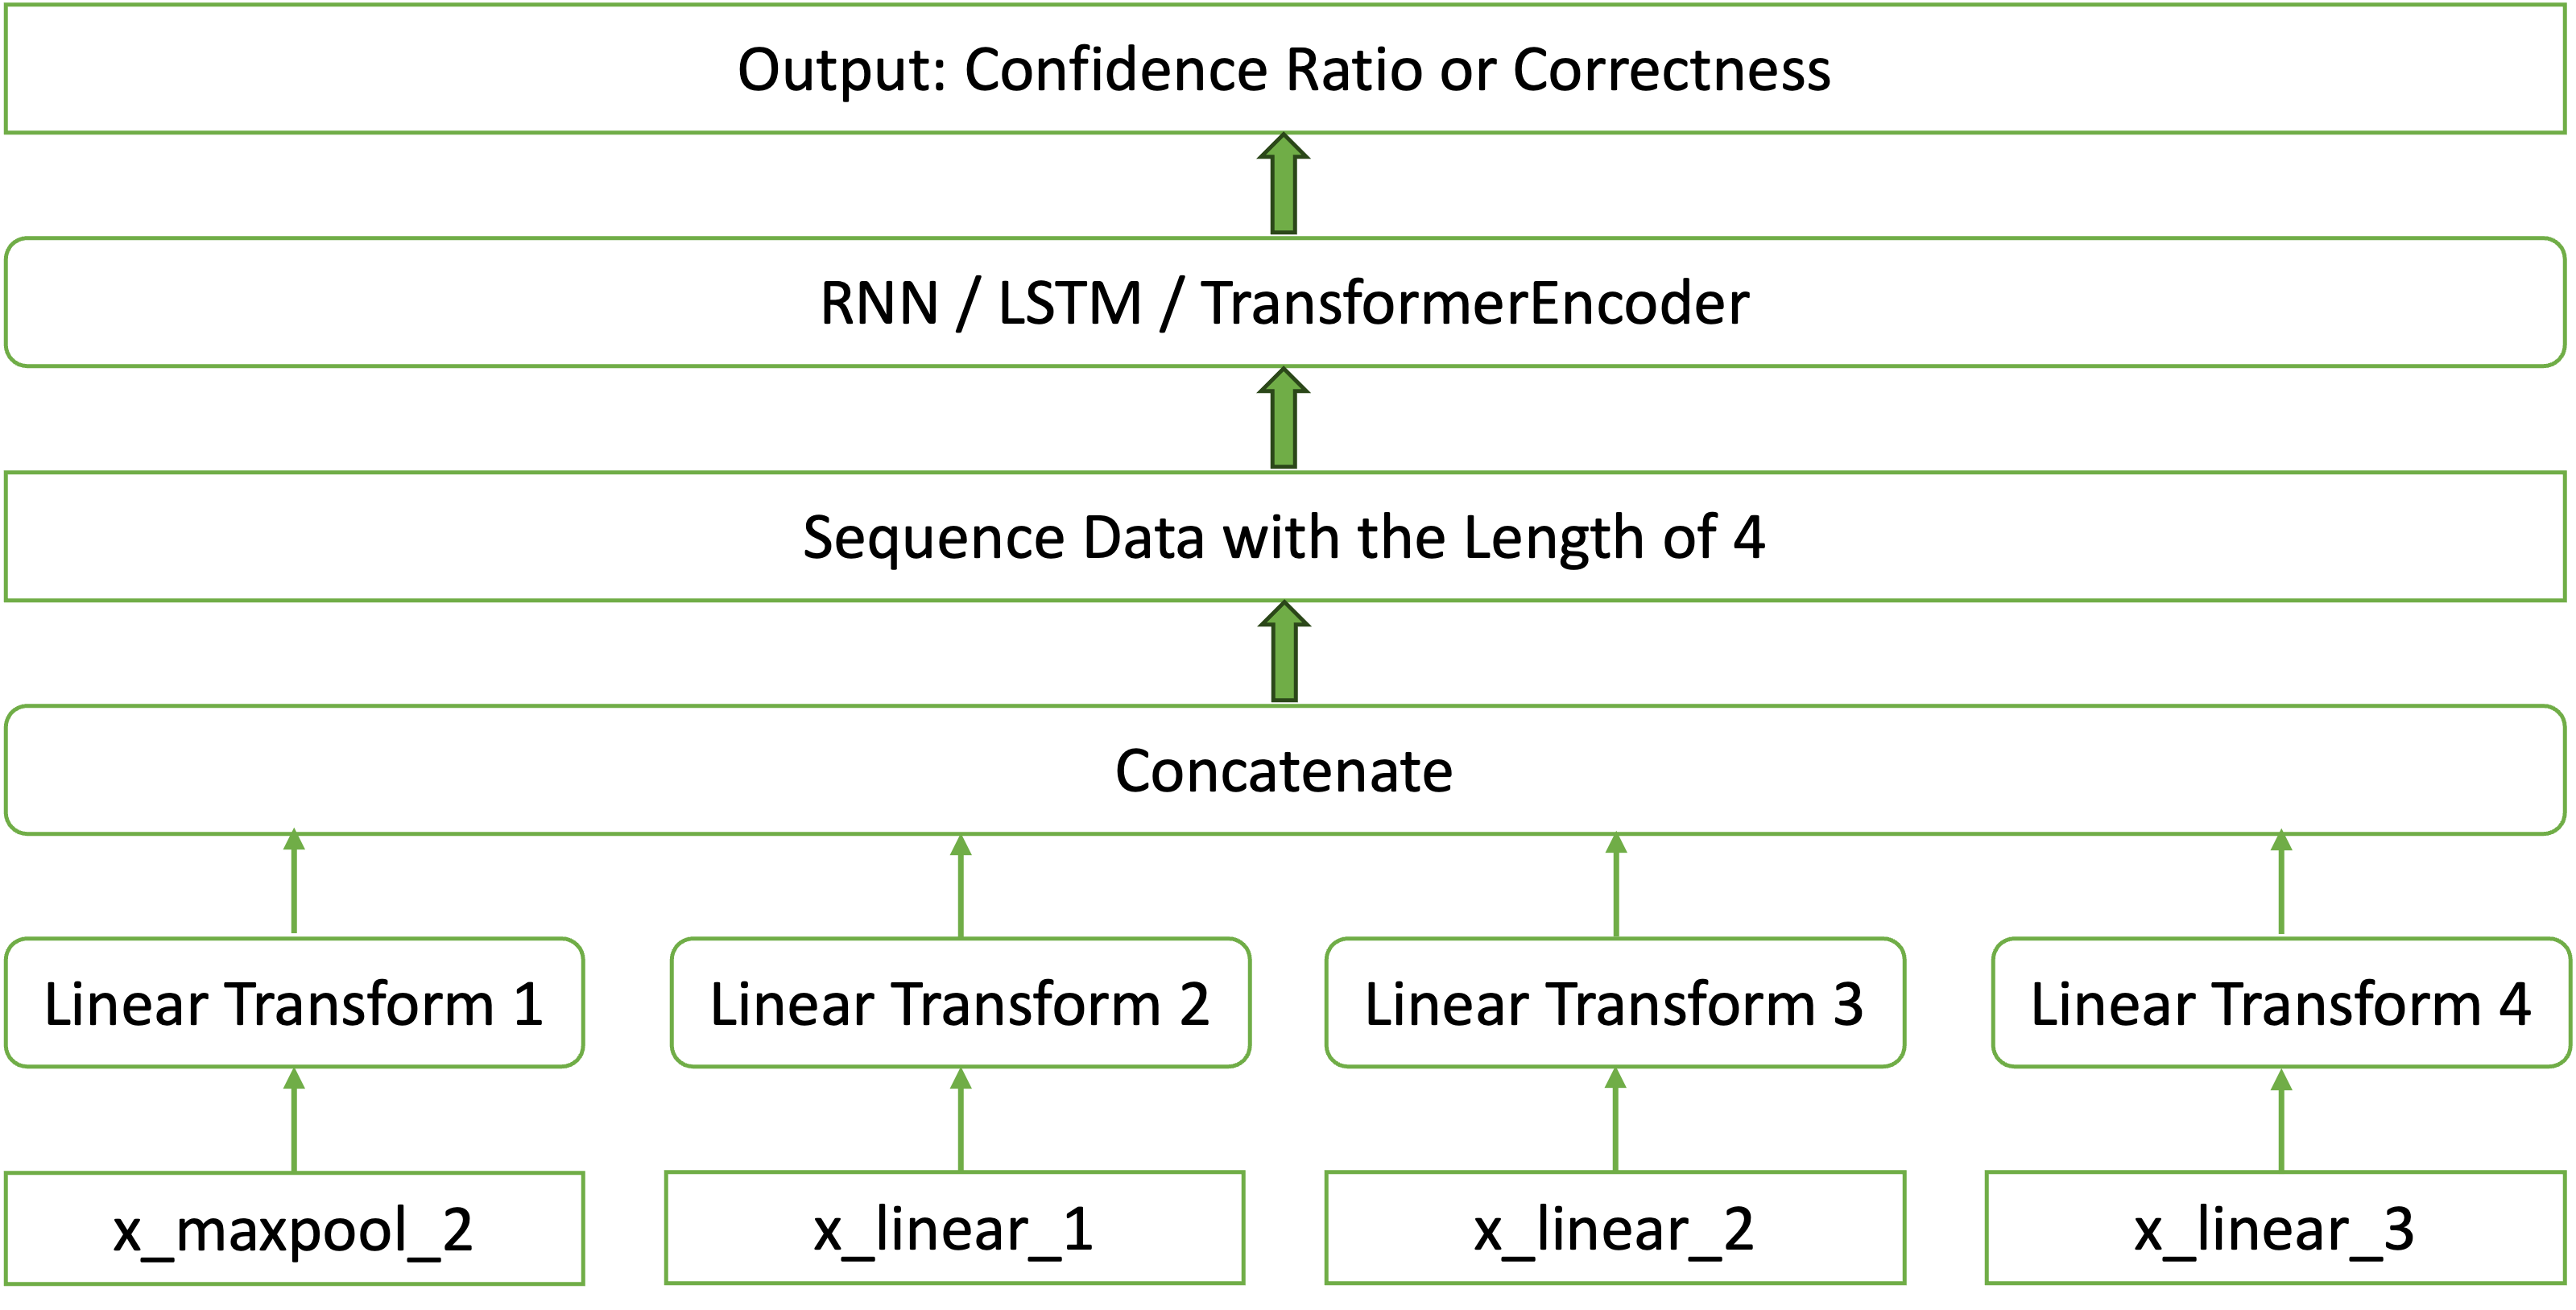 Output: Confidence Ratio or Correctness
RNN / LSTM / TransformerEncoder
Sequence Data with the Length of 4
Concatenate
Linear Transform 1
Linear Transform 2
Linear Transform 3
Linear Transform 4
x_maxpool_2
x_linear_1
x_linear_2
x_linear_3